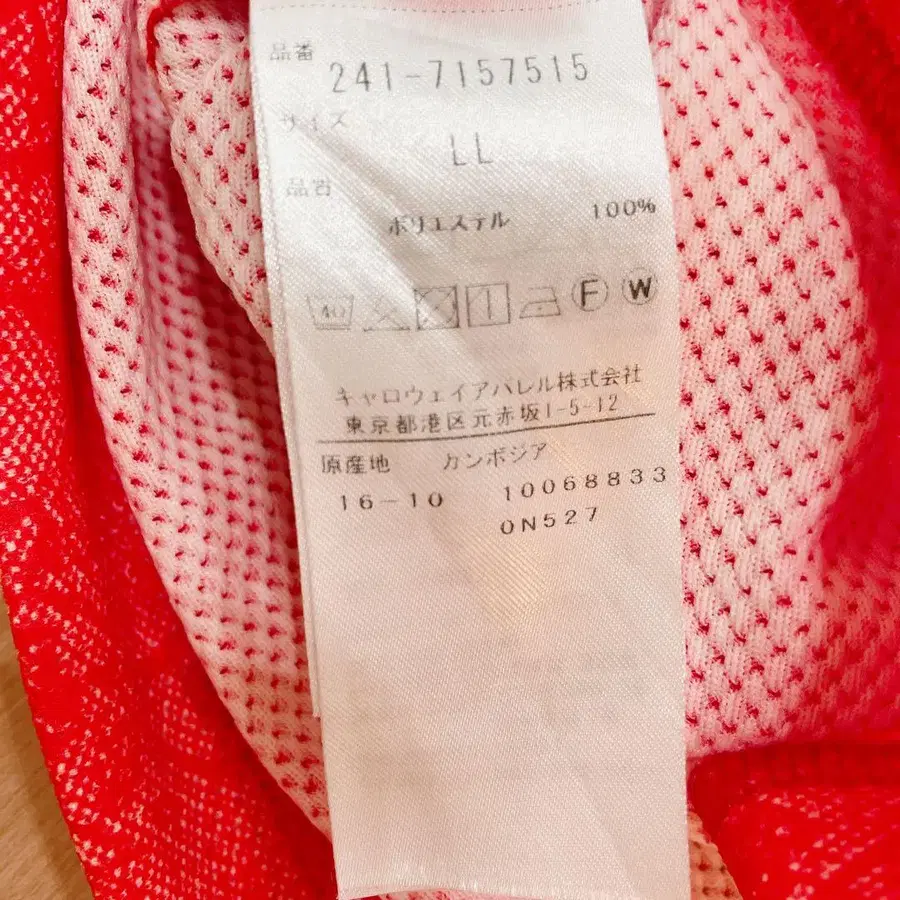 品番
241-7157515
サイズ
LL
品名
ポリエステル 100%
40 F W
キャロウェイアパレル株式会社
東京都港区元赤坂1-5-12
原産地 カンボジア
16-10 10068833
0N527